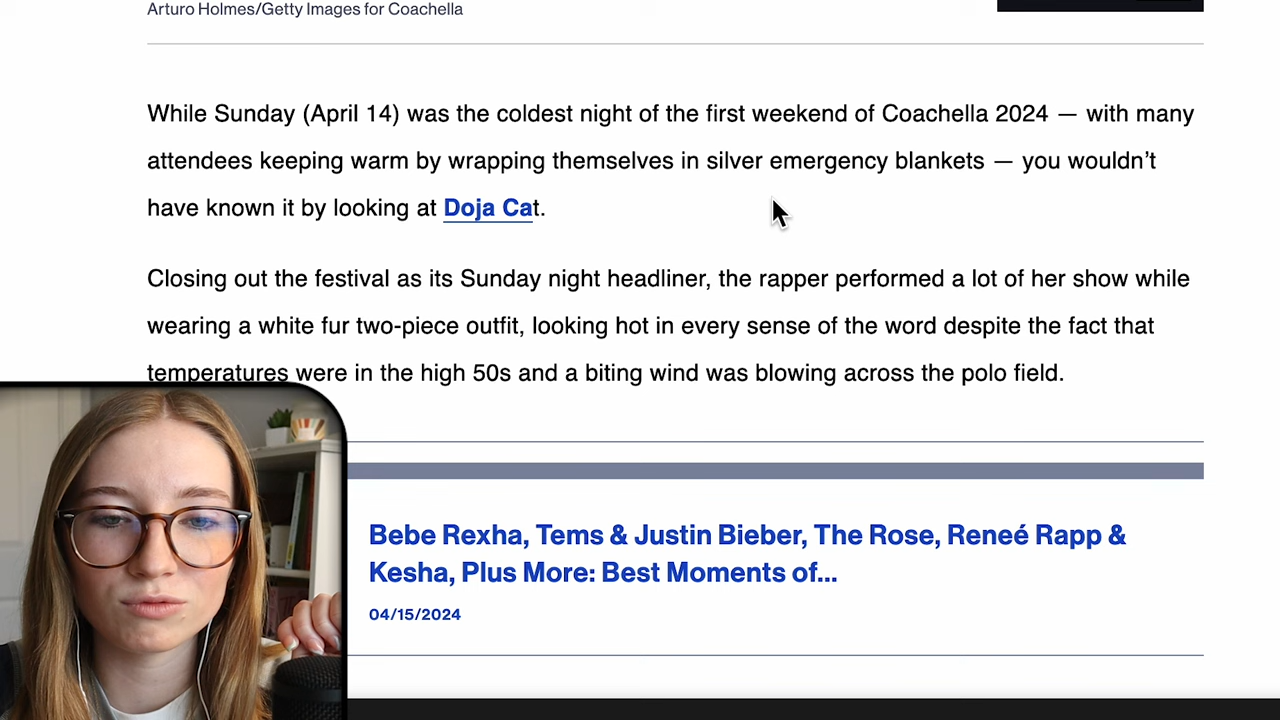 Arturo Holmes/Getty Images for Coachella
While Sunday (April 14) was the coldest night of the first weekend of Coachella 2024 — with many
attendees keeping warm by wrapping themselves in silver emergency blankets — you wouldn’t
have known it by looking at Doja Cat.
Closing out the festival as its Sunday night headliner, the rapper performed a lot of her show while
wearing a white fur two-piece outfit, looking hot in every sense of the word despite the fact that
temperatures were in the high 50s and a biting wind was blowing across the polo field.
Bebe Rexha, Tems & Justin Bieber, The Rose, Reneé Rapp &
Kesha, Plus More: Best Moments of...
04/15/2024